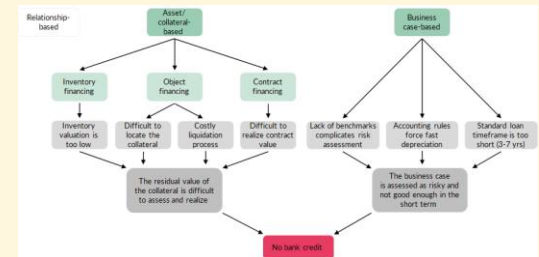 Relationship-
based
Asset/
collateral-
based
Business
case-based
Inventory
financing
Object
financing
Contract
financing
Inventory
valuation is
too low
Difficult to
locate the
collateral
Costly
liquidation
process
Difficult to
realize contract
value
Lack of benchmarks
complicates risk
assessment
Accounting rules
force fast
depreciation
Standard loan
timeframe is too
short (3-7 yrs)
The residual value of
the collateral is difficult
to assess and realize
The business case
is assessed as risky and
not good enough in the
short term
No bank credit